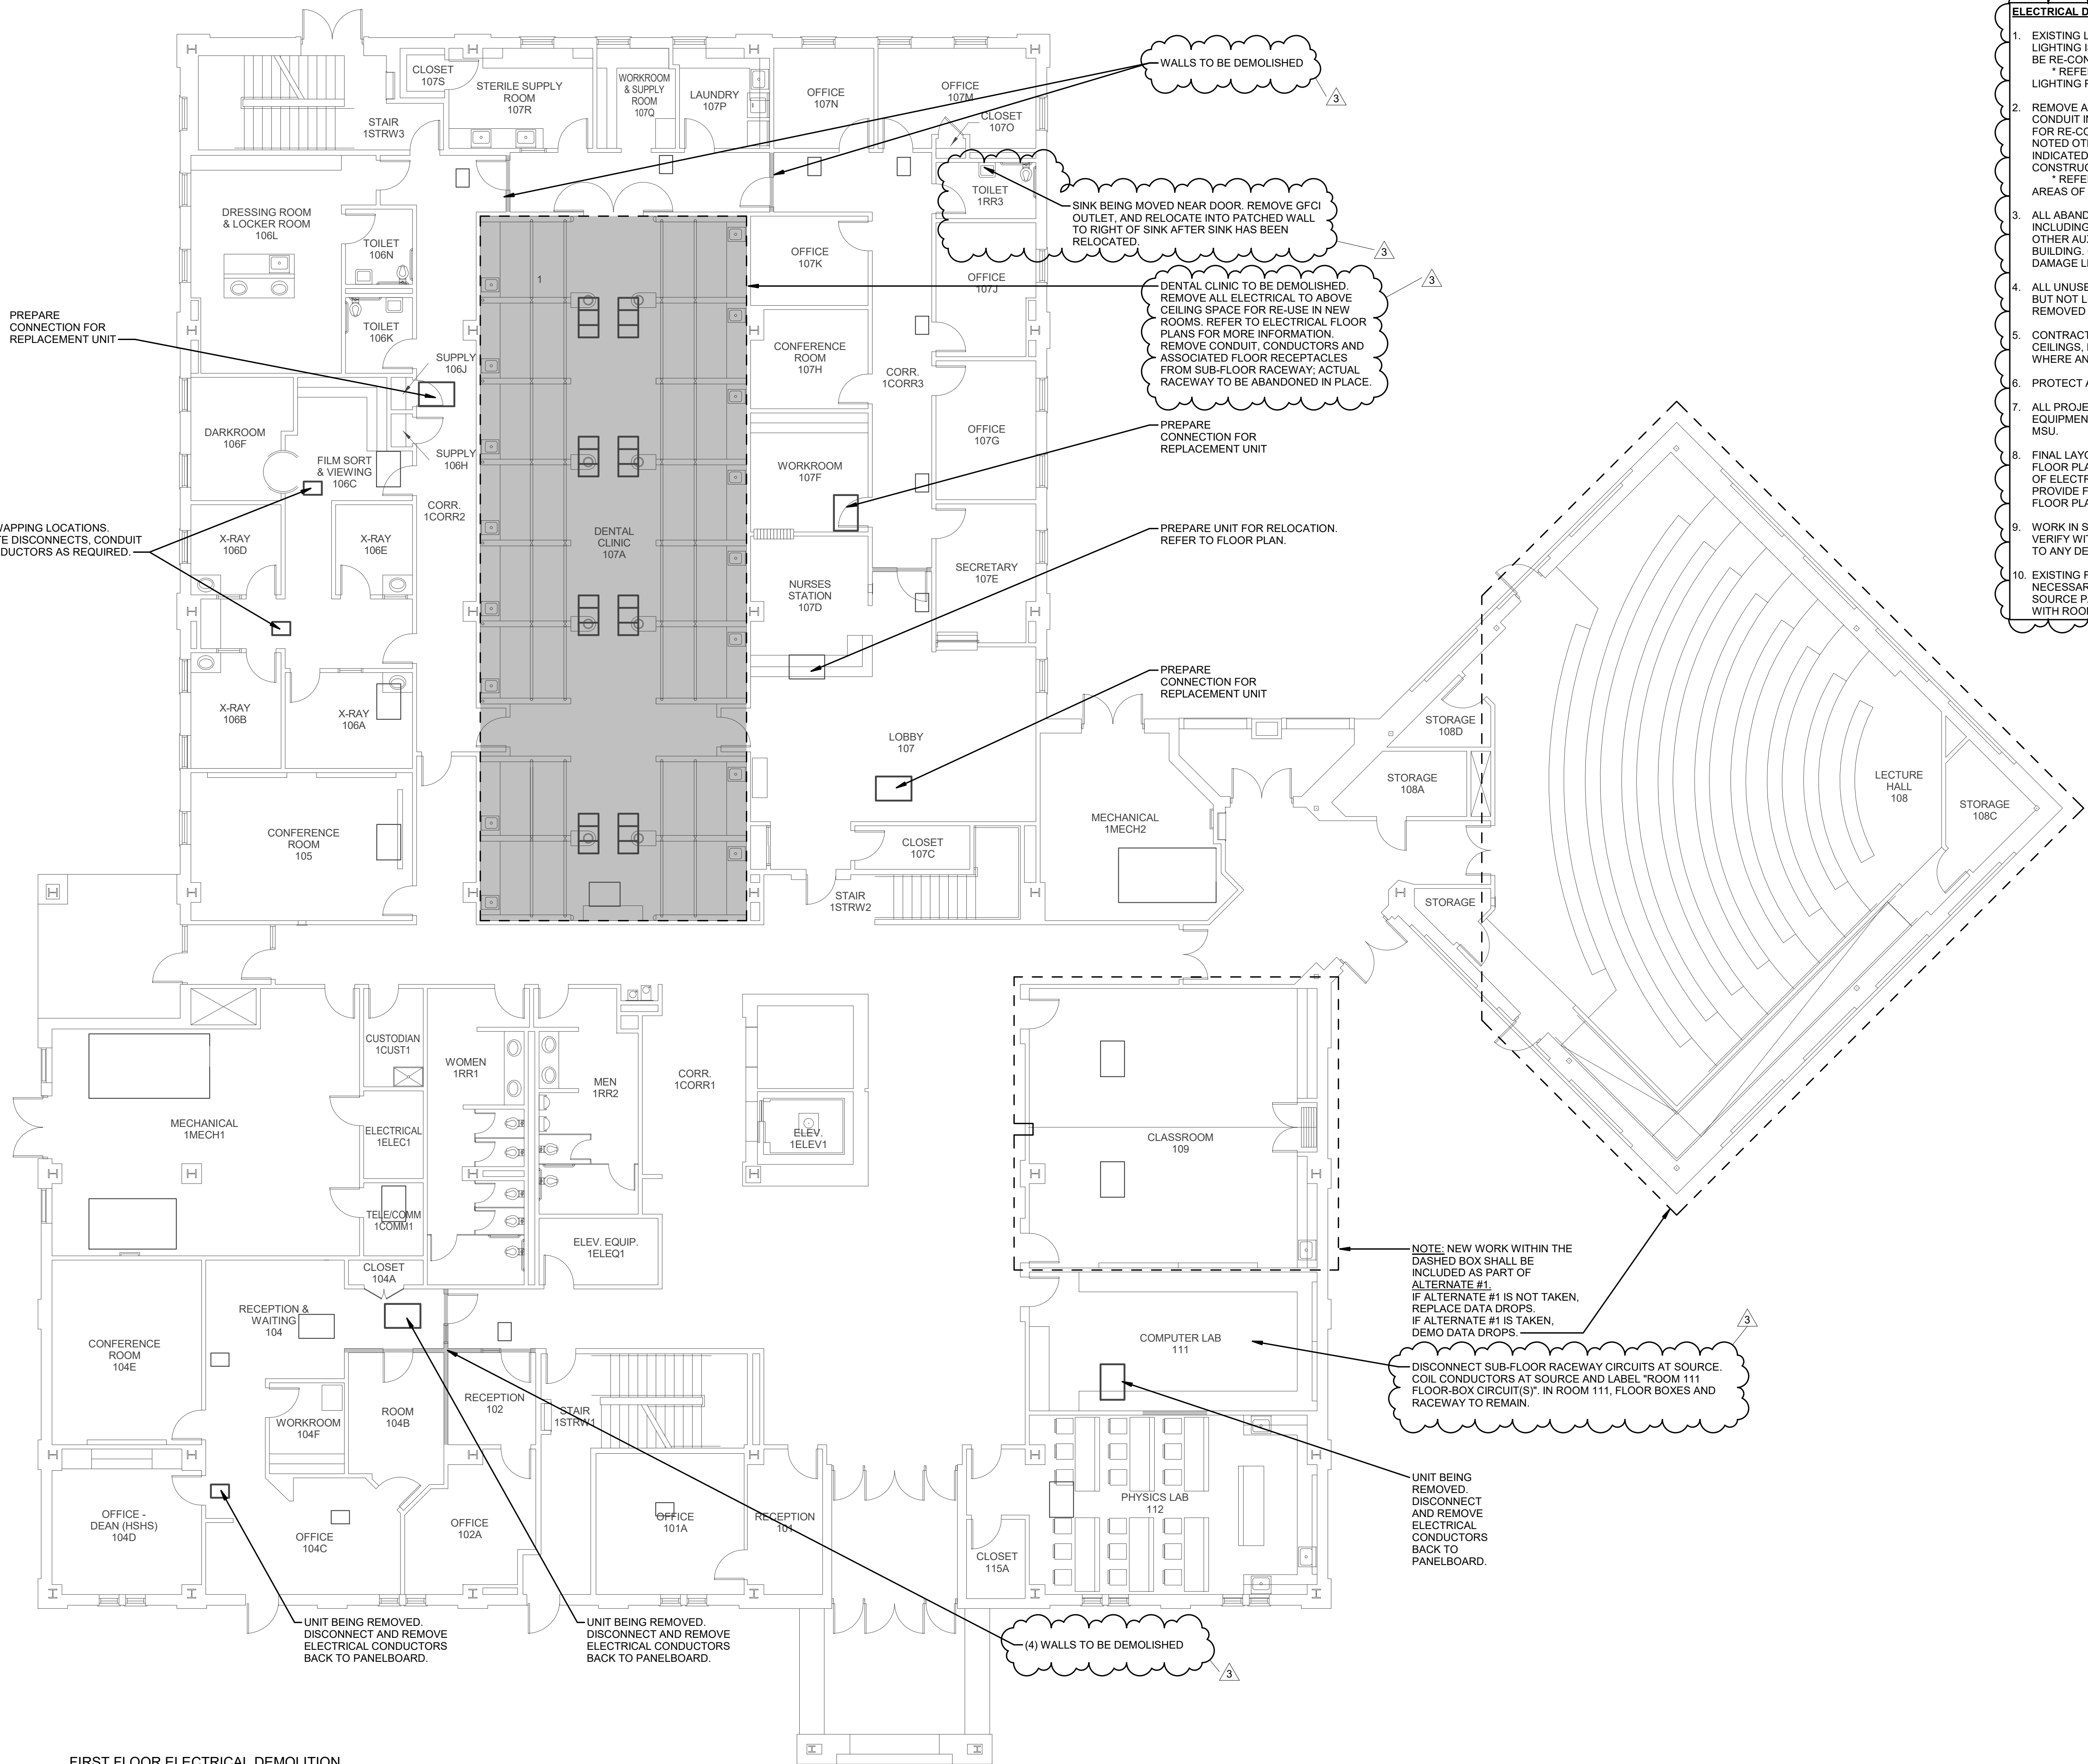 CLOSET
107S
STERILE SUPPLY
ROOM
107R
WORKROOM
& SUPPLY
ROOM
107Q
LAUNDRY
107P
OFFICE
107N
OFFICE
107M
CLOSET
107O
STAIR
1STRW3
WALLS TO BE DEMOLISHED
3
TOILET
1RR3
SINK BEING MOVED NEAR DOOR. REMOVE GFCI
OUTLET, AND RELOCATE INTO PATCHED WALL
TO RIGHT OF SINK AFTER SINK HAS BEEN
RELOCATED.
3
DRESSING ROOM
& LOCKER ROOM
106L
TOILET
106N
TOILET
106K
1
OFFICE
107K
OFFICE
107J
DENTAL CLINIC TO BE DEMOLISHED.
REMOVE ALL ELECTRICAL TO ABOVE
CEILING SPACE FOR RE-USE IN NEW
ROOMS. REFER TO ELECTRICAL FLOOR
PLANS FOR MORE INFORMATION.
REMOVE CONDUIT, CONDUCTORS AND
ASSOCIATED FLOOR RECEPTACLES
FROM SUB-FLOOR RACEWAY; ACTUAL
RACEWAY TO BE ABANDONED IN PLACE.
3
PREPARE
CONNECTION FOR
REPLACEMENT UNIT
SUPPLY
106J
CONFERENCE
ROOM
107H
CORR.
1CORR3
DARKROOM
106F
FILM SORT
& VIEWING
106C
SUPPLY
106H
OFFICE
107G
PREPARE
CONNECTION FOR
REPLACEMENT UNIT
WORKROOM
107F
CORR.
1CORR2
WAPPING LOCATIONS.
TE DISCONNECTS, CONDUIT
DUCTORS AS REQUIRED.
X-RAY
106D
X-RAY
106E
DENTAL
CLINIC
107A
PREPARE UNIT FOR RELOCATION.
REFER TO FLOOR PLAN.
NURSES
STATION
107D
SECRETARY
107E
X-RAY
106B
X-RAY
106A
PREPARE
CONNECTION FOR
REPLACEMENT UNIT
LOBBY
107
CONFERENCE
ROOM
105
CLOSET
107C
STAIR
1STRW2
MECHANICAL
1MECH2
STORAGE
108D
STORAGE
108A
STORAGE
LECTURE
HALL
108
STORAGE
108C
MECHANICAL
1MECH1
CUSTODIAN
1CUST1
WOMEN
1RR1
MEN
1RR2
CORR.
1CORR1
ELECTRICAL
1ELEC1
ELEV.
1ELEV1
CLASSROOM
109
TELE/COMM
1COMM1
ELEV. EQUIP.
1ELEQ1
NOTE: NEW WORK WITHIN THE
DASHED BOX SHALL BE
INCLUDED AS PART OF
ALTERNATE #1.
IF ALTERNATE #1 IS NOT TAKEN,
REPLACE DATA DROPS.
IF ALTERNATE #1 IS TAKEN,
DEMO DATA DROPS.
CLOSET
104A
RECEPTION &
WAITING
104
CONFERENCE
ROOM
104E
COMPUTER LAB
111
3
DISCONNECT SUB-FLOOR RACEWAY CIRCUITS AT SOURCE.
COIL CONDUCTORS AT SOURCE AND LABEL "ROOM 111
FLOOR-BOX CIRCUIT(S)". IN ROOM 111, FLOOR BOXES AND
RACEWAY TO REMAIN.
WORKROOM
104F
ROOM
104B
RECEPTION
102
STAIR
1STRW1
OFFICE -
DEAN (HSHS)
104D
OFFICE
104C
OFFICE
102A
OFFICE
101A
RECEPTION
101
PHYSICS LAB
112
CLOSET
115A
UNIT BEING
REMOVED.
DISCONNECT
AND REMOVE
ELECTRICAL
CONDUCTORS
BACK TO
PANELBOARD.
UNIT BEING REMOVED.
DISCONNECT AND REMOVE
ELECTRICAL CONDUCTORS
BACK TO PANELBOARD.
UNIT BEING REMOVED.
DISCONNECT AND REMOVE
ELECTRICAL CONDUCTORS
BACK TO PANELBOARD.
(4) WALLS TO BE DEMOLISHED
3
FIRST FLOOR ELECTRICAL DEMOLITION
ELECTRICAL D
1. EXISTING L
LIGHTING I
BE RE-CON
* REFER
LIGHTING F
2. REMOVE A
CONDUIT IN
FOR RE-CO
NOTED OTH
INDICATED
CONSTRUC
* REFER
AREAS OF
3. ALL ABAND
INCLUDING
OTHER AUX
BUILDING.
DAMAGE LE
4. ALL UNUSE
BUT NOT L
REMOVED
5. CONTRACT
CEILINGS,
WHERE AN
6. PROTECT A
7. ALL PROJE
EQUIPMENT
MSU.
8. FINAL LAYO
FLOOR PLA
OF ELECTR
PROVIDE F
FLOOR PLA
9. WORK IN S
VERIFY WIT
TO ANY DE
10. EXISTING F
NECESSAR
SOURCE PA
WITH ROOM